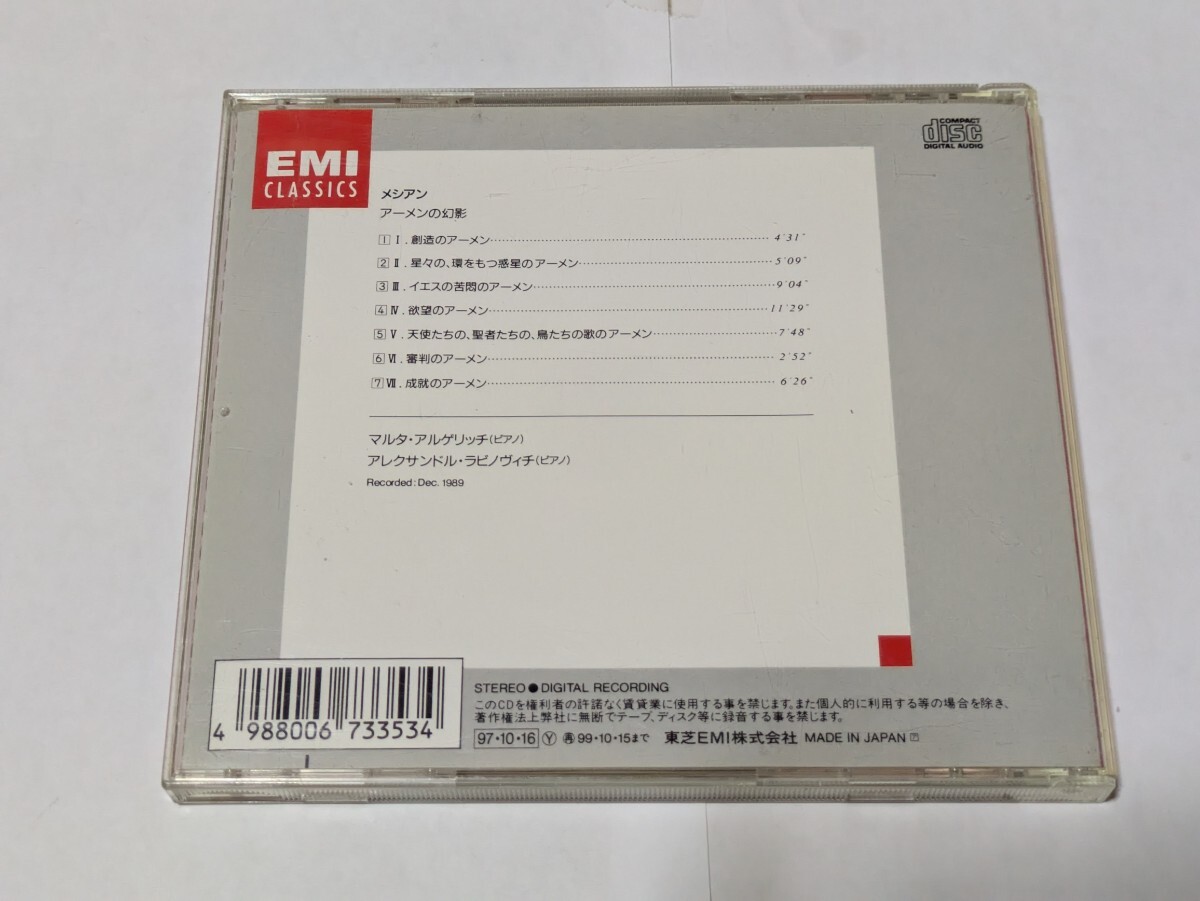 EMI
CLASSICS
COMPACT
disc
DIGITAL AUDIO
メシアン
アーメンの幻影
1 Ⅰ. 創造のアーメン 4'31"
2 Ⅱ. 星々の、環をもつ惑星のアーメン 5'09"
3 Ⅲ. イエスの苦悶のアーメン 9'04"
4 Ⅳ. 欲望のアーメン 11'29"
5 Ⅴ. 天使たちの、聖者たちの、鳥たちの歌のアーメン 7'48"
6 Ⅵ. 審判のアーメン 2'52"
7 Ⅶ. 成就のアーメン 6'26"
マルタ・アルゲリッチ(ピアノ)
アレクサンドル・ラビノヴィチ(ピアノ)
Recorded: Dec. 1989
STEREO ● DIGITAL RECORDING
このCDを権利者の許諾なく賃貸業に使用する事を禁じます。また個人的に利用する等の場合を除き、
著作権法上弊社に無断でテープ、ディスク等に録音する事を禁じます。
97・10・16 Ⓨ ㊢99・10・15まで 東芝EMI株式会社 MADE IN JAPAN
4 988006 733534